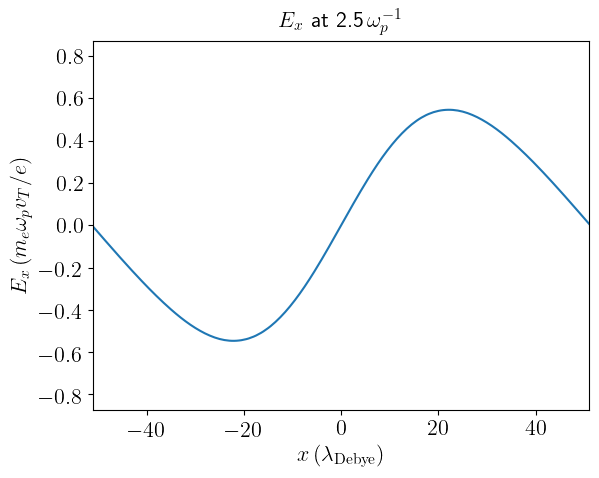 $E_x$ at 2.5 $\omega_p^{-1}$
0.8
0.6
0.4
0.2
0.0
−0.2
−0.4
−0.6
−0.8
$E_x\,(m_e\omega_p v_T/e)$
−40 −20 0 20 40
$x\,(\lambda_{\mathrm{Debye}})$